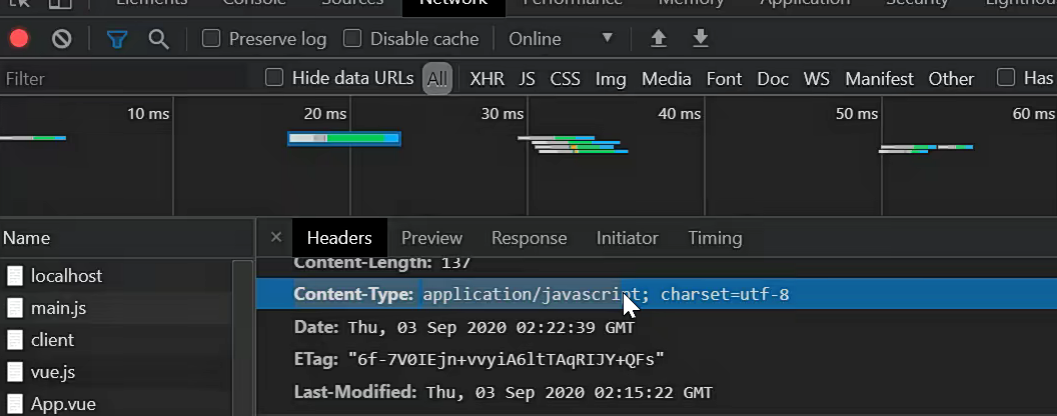 Elements Console Sources Network Performance Memory Application Security Lighthou
Preserve log Disable cache Online
Filter Hide data URLs All XHR JS CSS Img Media Font Doc WS Manifest Other Has
10 ms 20 ms 30 ms 40 ms 50 ms 60 ms
Name
localhost
main.js
client
vue.js
App.vue
Headers Preview Response Initiator Timing
Content-Length: 137
Content-Type: application/javascript; charset=utf-8
Date: Thu, 03 Sep 2020 02:22:39 GMT
ETag: "6f-7V0IEjn+vvyiA6ltTAqRIJY+QFs"
Last-Modified: Thu, 03 Sep 2020 02:15:22 GMT